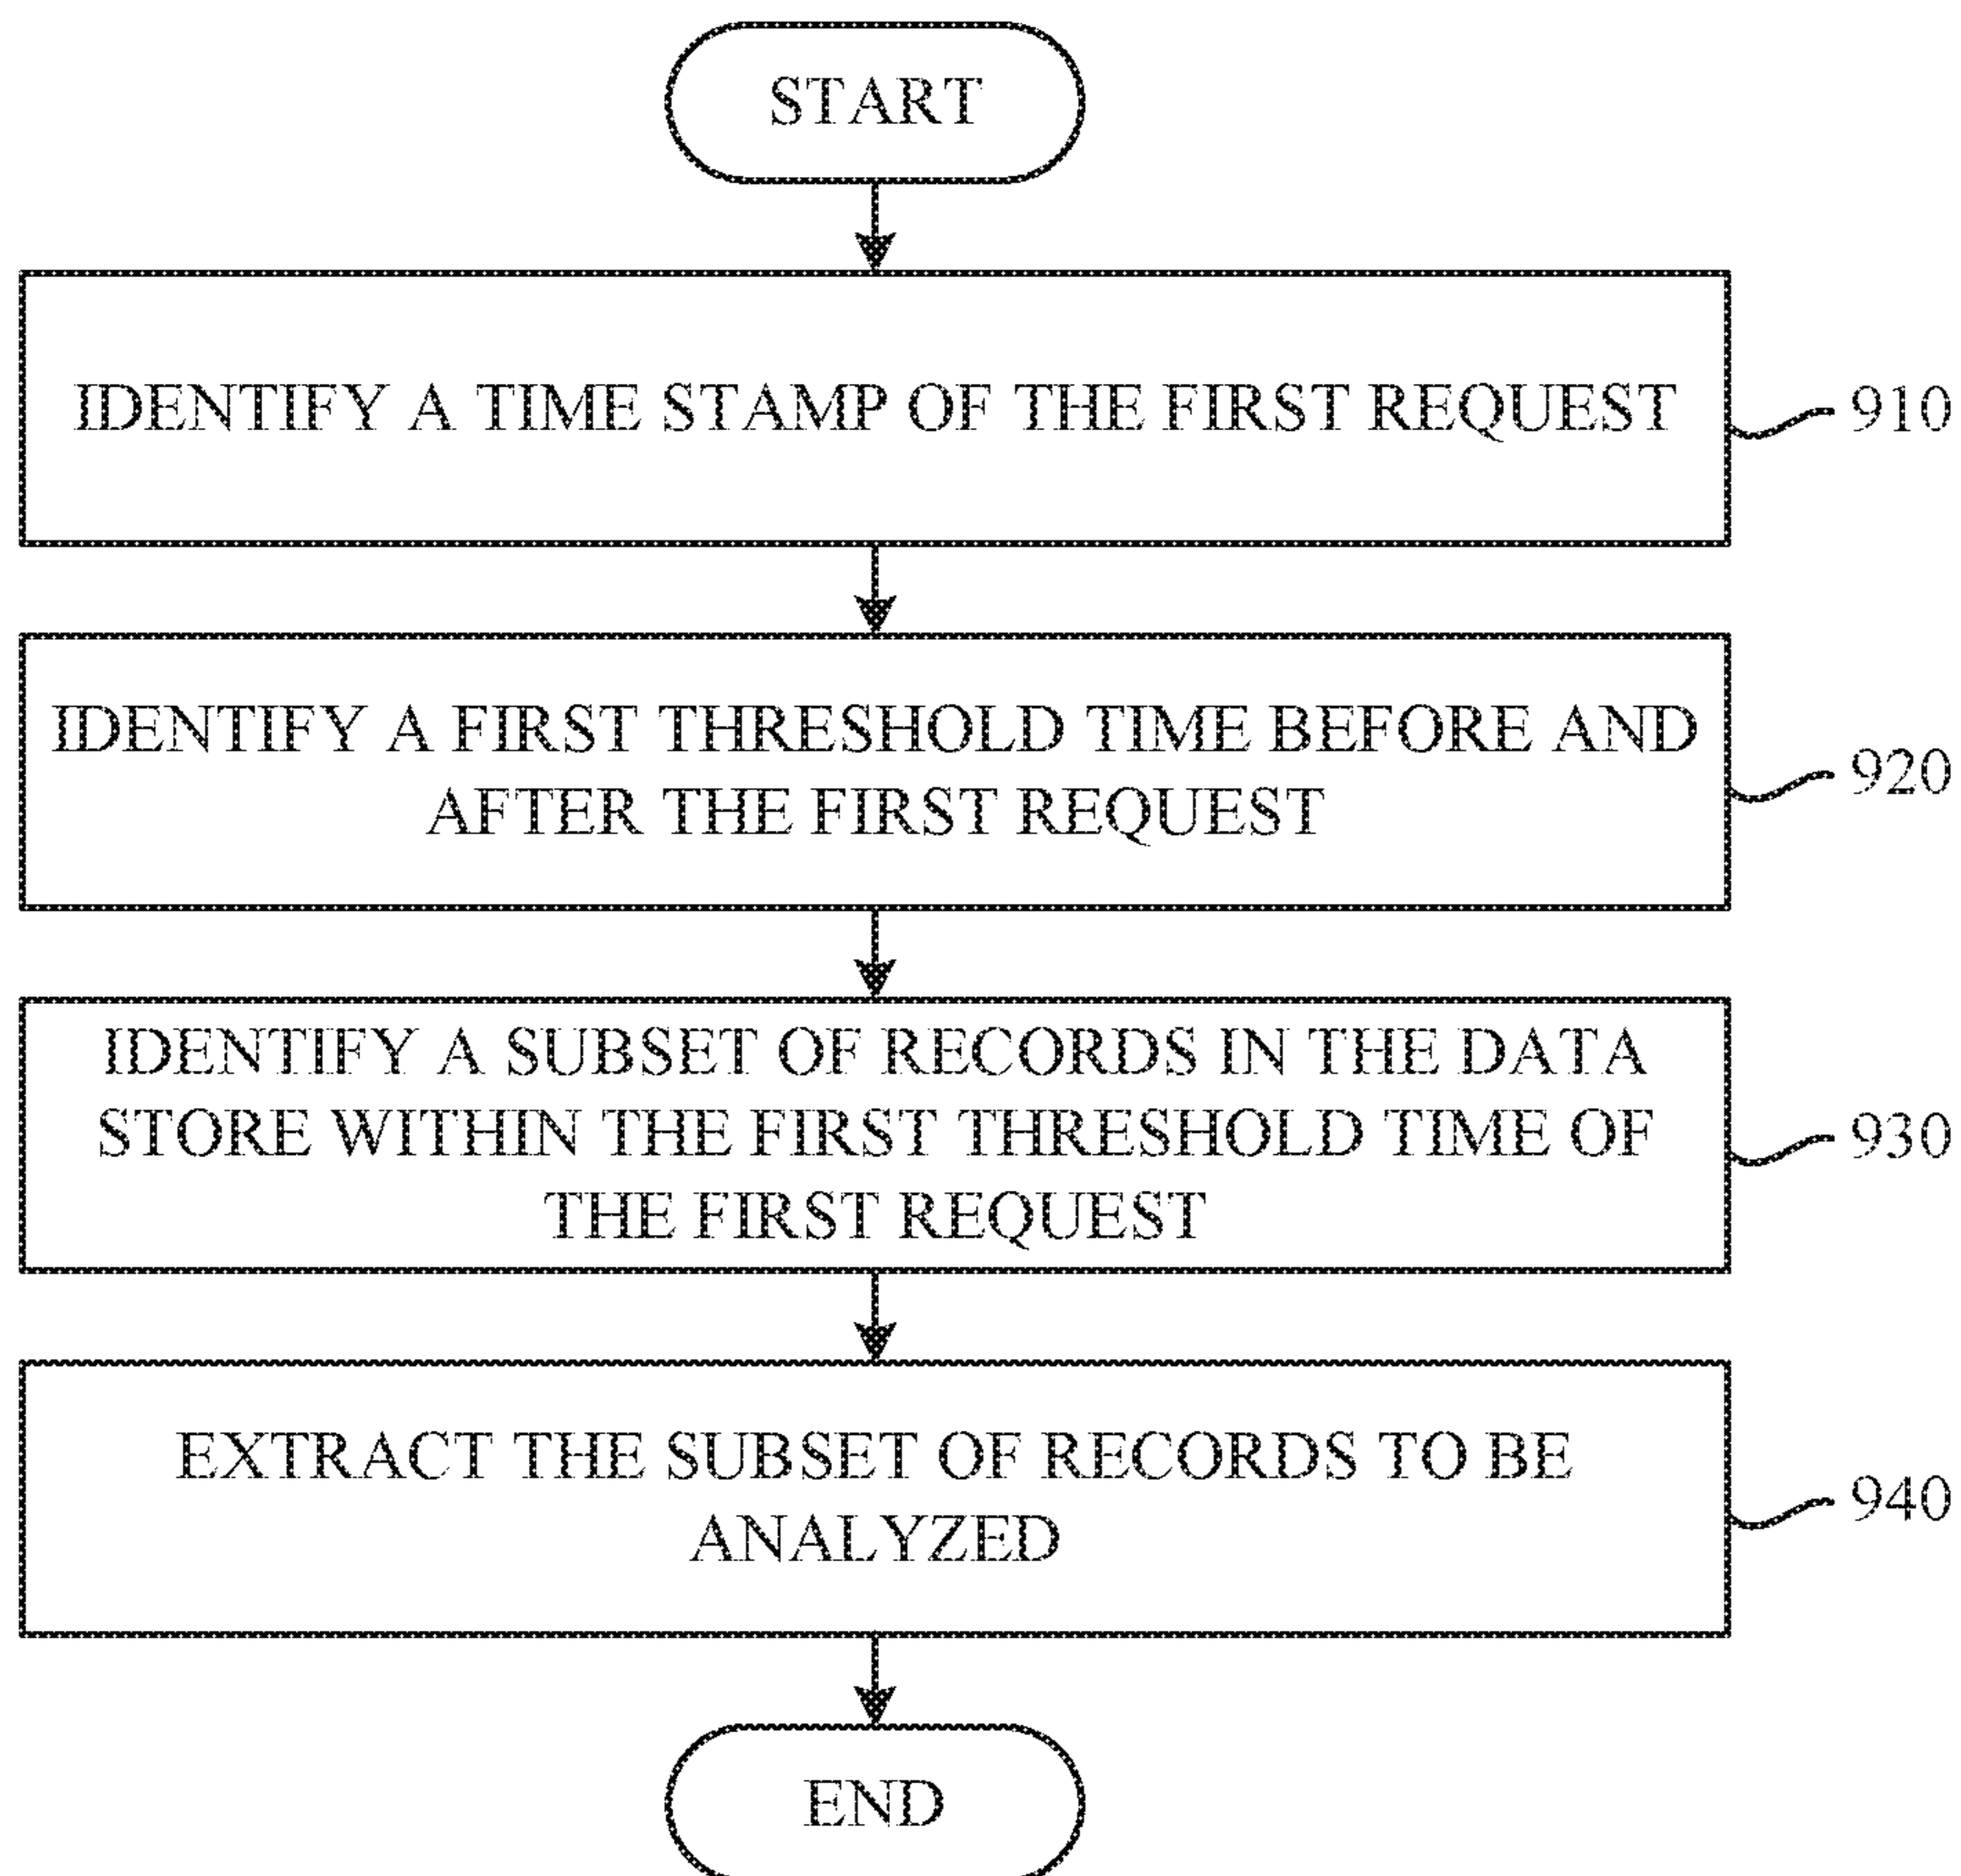 START
IDENTIFY A TIME STAMP OF THE FIRST REQUEST
910
IDENTIFY A FIRST THRESHOLD TIME BEFORE AND
AFTER THE FIRST REQUEST
920
IDENTIFY A SUBSET OF RECORDS IN THE DATA
STORE WITHIN THE FIRST THRESHOLD TIME OF
THE FIRST REQUEST
930
EXTRACT THE SUBSET OF RECORDS TO BE
ANALYZED
940
END